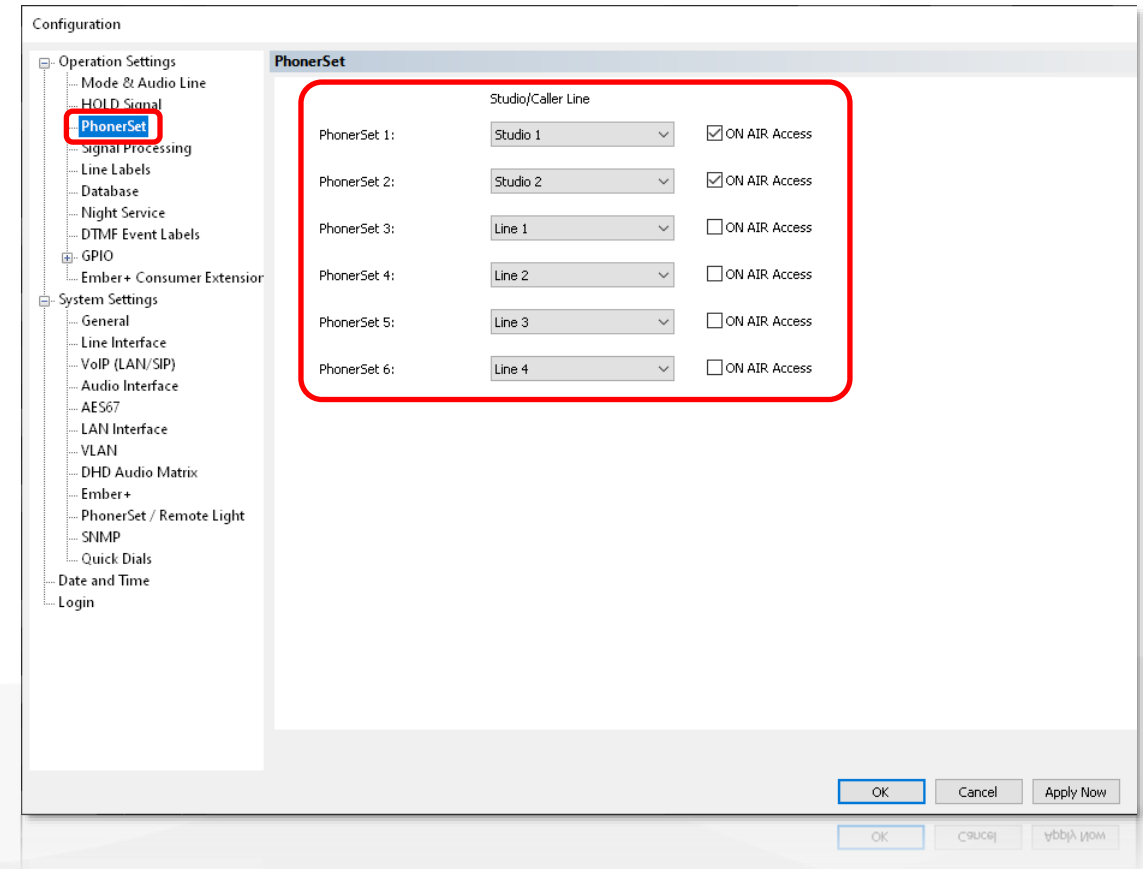 Configuration
Operation Settings
Mode & Audio Line
HOLD Signal
PhonerSet
Signal Processing
Line Labels
Database
Night Service
DTMF Event Labels
GPIO
Ember+ Consumer Extension
System Settings
General
Line Interface
VoIP (LAN/SIP)
Audio Interface
AES67
LAN Interface
VLAN
DHD Audio Matrix
Ember+
PhonerSet / Remote Light
SNMP
Quick Dials
Date and Time
Login
PhonerSet
Studio/Caller Line
PhonerSet 1: Studio 1 ON AIR Access
PhonerSet 2: Studio 2 ON AIR Access
PhonerSet 3: Line 1 ON AIR Access
PhonerSet 4: Line 2 ON AIR Access
PhonerSet 5: Line 3 ON AIR Access
PhonerSet 6: Line 4 ON AIR Access
OK Cancel Apply Now
OK Cancel Apply Now